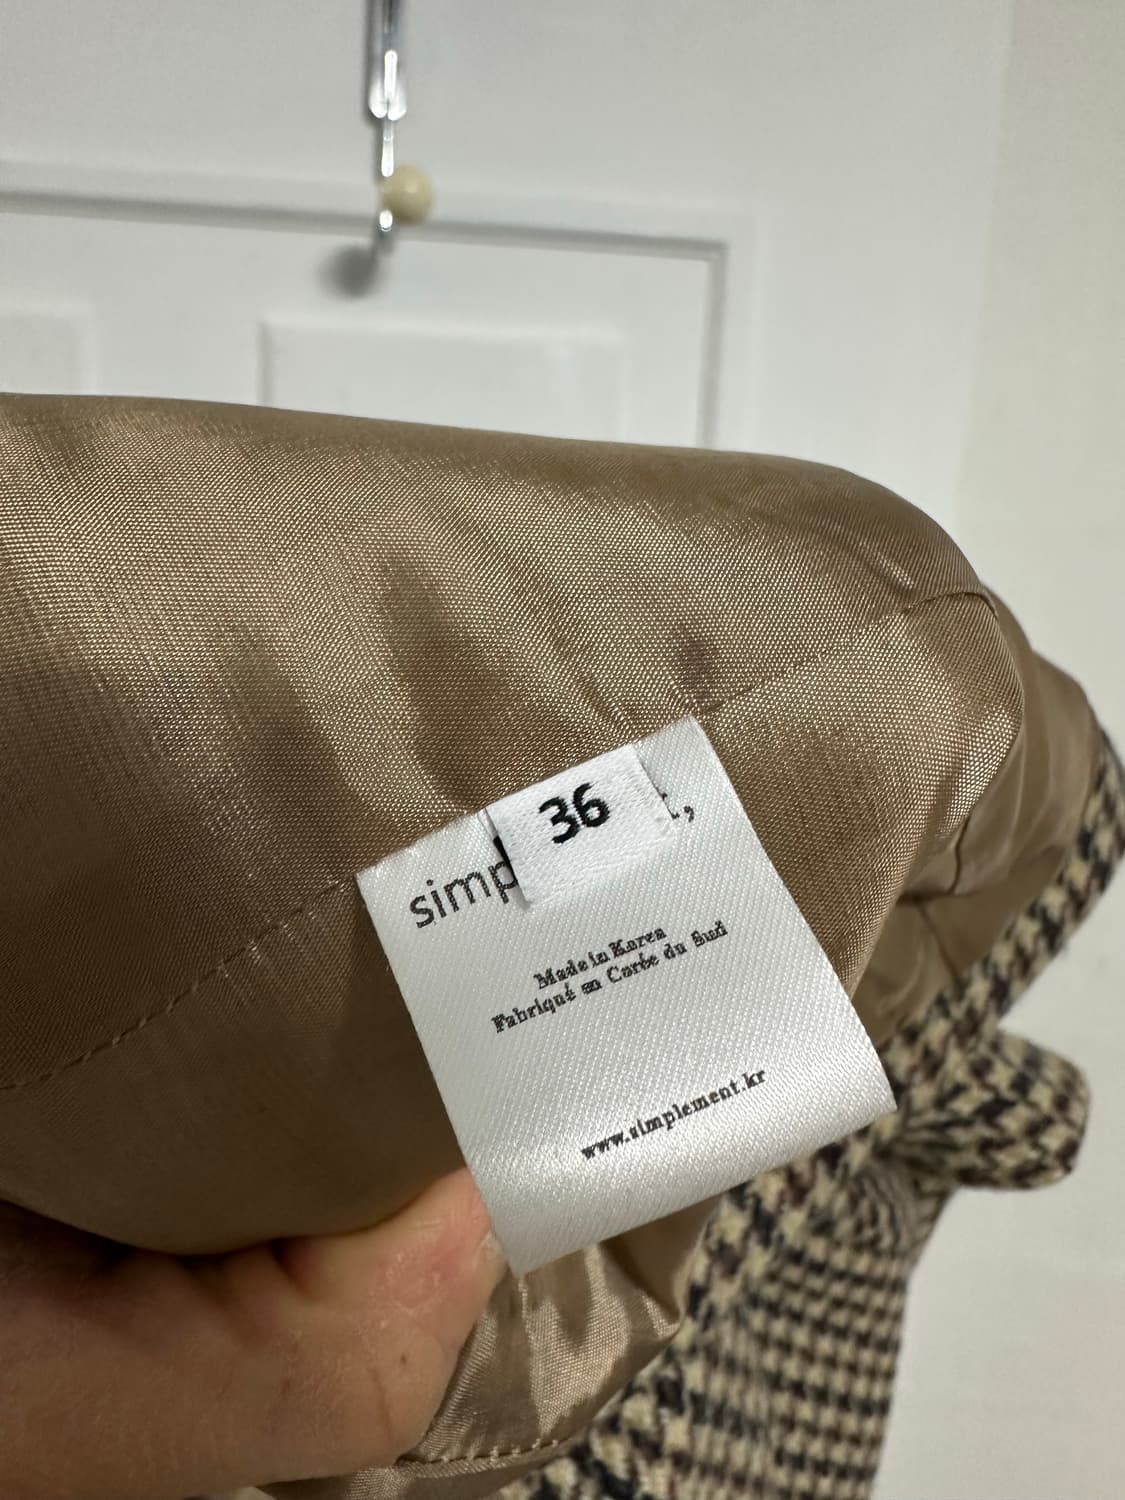 36
simp t,
Made in Korea
Fabriqué en Corée du Sud
www.simplement.kr